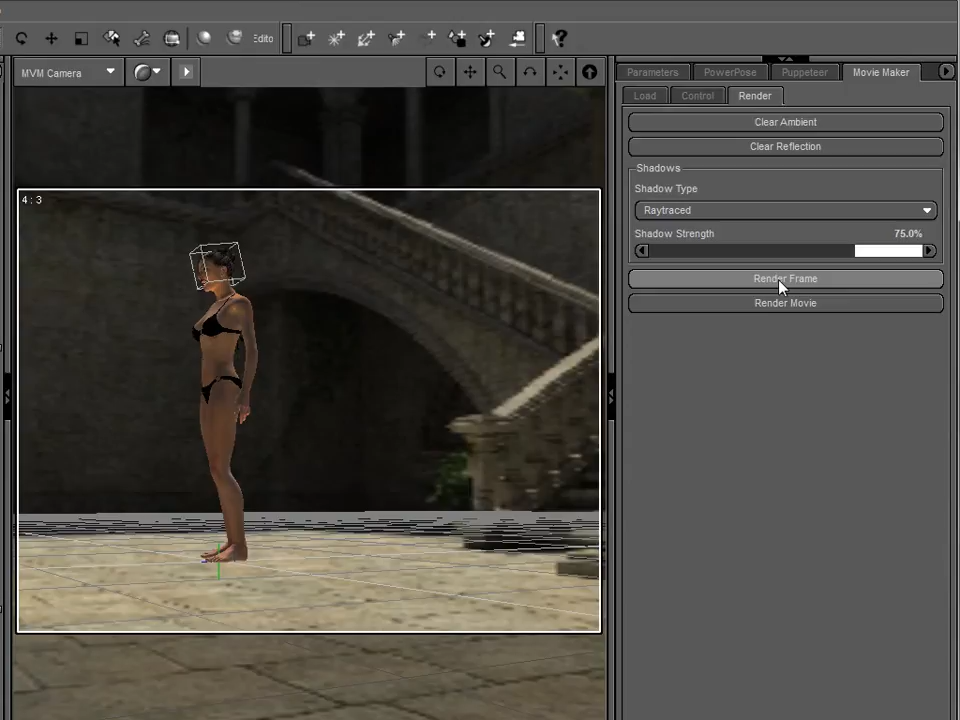 Edito
MVM Camera
Parameters
PowerPose
Puppeteer
Movie Maker
Load
Control
Render
Clear Ambient
Clear Reflection
Shadows
Shadow Type
Raytraced
Shadow Strength
75.0%
Render Frame
Render Movie
4 : 3